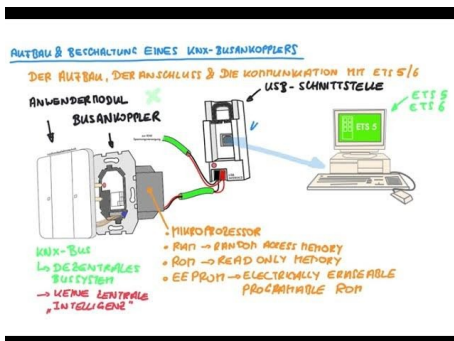 AUFBAU & BESCHALTUNG EINES KNX-BUSANKOPPLERS
DER AUFBAU, DER ANSCHLUSS & DIE KOMMUNIKATION MIT ETS 5/6
ANWENDERMODUL
BUSANKOPPLER
USB-SCHNITTSTELLE
ETS 5
ETS 6
ETS 5
KNX-BUS
↳ DEZENTRALES
BUSSYSTEM
→ KEINE ZENTRALE
„INTELLIGENZ"
• MIKROPROZESSOR
• RAM → RANDOM ACCESS MEMORY
• ROM → READ ONLY MEMORY
• EEPROM → ELECTRICALLY ERASEABLE
PROGRAMABLE ROM